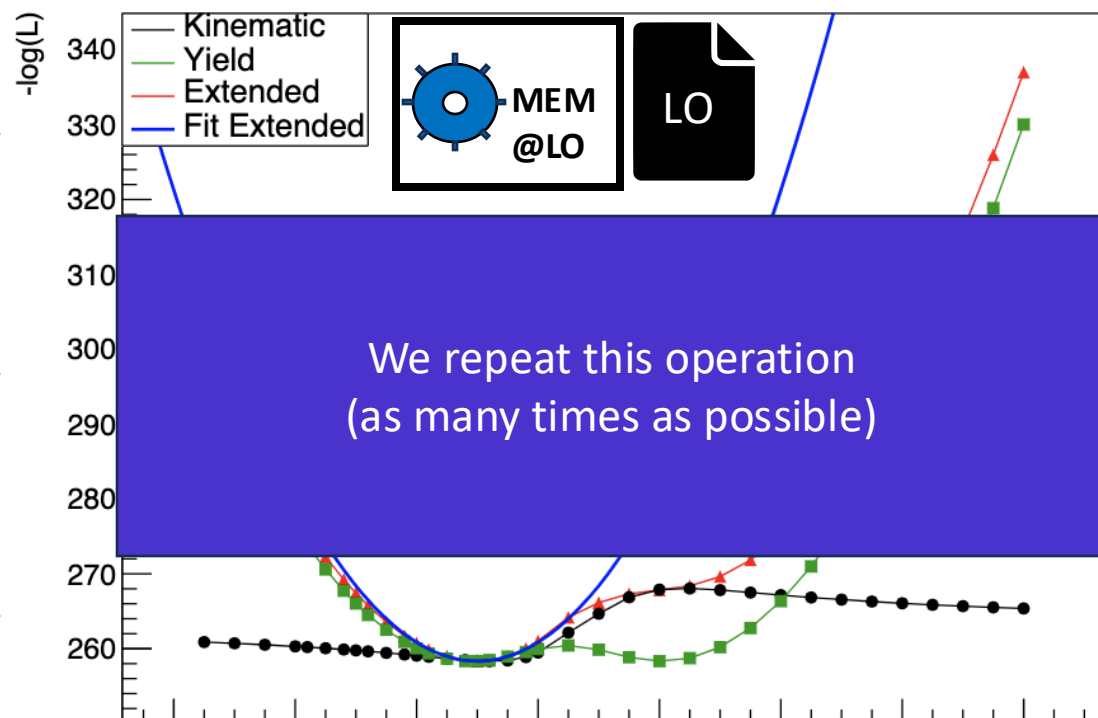 -log(L)
Kinematic
Yield
Extended
Fit Extended
MEM
@LO
LO
340
330
320
310
300
290
280
270
260
We repeat this operation
(as many times as possible)